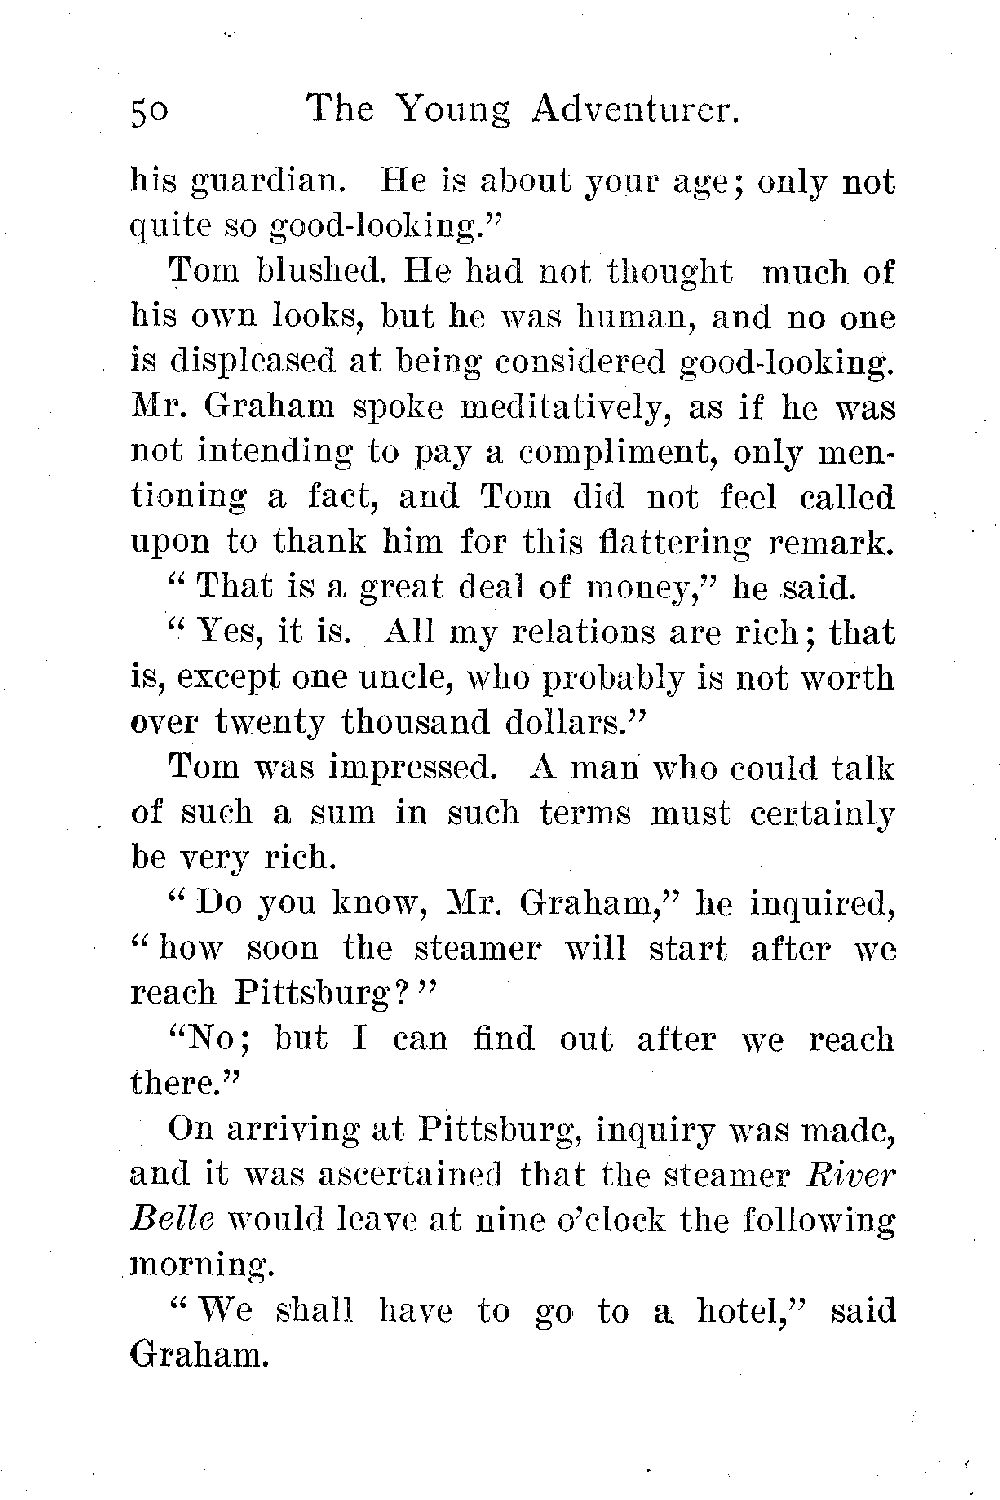 50 The Young Adventurer.
his guardian. He is about your age; only not
quite so good-looking."
Tom blushed. He had not thought much of
his own looks, but he was human, and no one
is displeased at being considered good-looking.
Mr. Graham spoke meditatively, as if he was
not intending to pay a compliment, only men-
tioning a fact, and Tom did not feel called
upon to thank him for this flattering remark.
"That is a great deal of money," he said.
"Yes, it is. All my relations are rich; that
is, except one uncle, who probably is not worth
over twenty thousand dollars."
Tom was impressed. A man who could talk
of such a sum in such terms must certainly
be very rich.
"Do you know, Mr. Graham," he inquired,
"how soon the steamer will start after we
reach Pittsburg?"
"No; but I can find out after we reach
there."
On arriving at Pittsburg, inquiry was made,
and it was ascertained that the steamer River
Belle would leave at nine o'clock the following
morning.
"We shall have to go to a hotel," said
Graham.